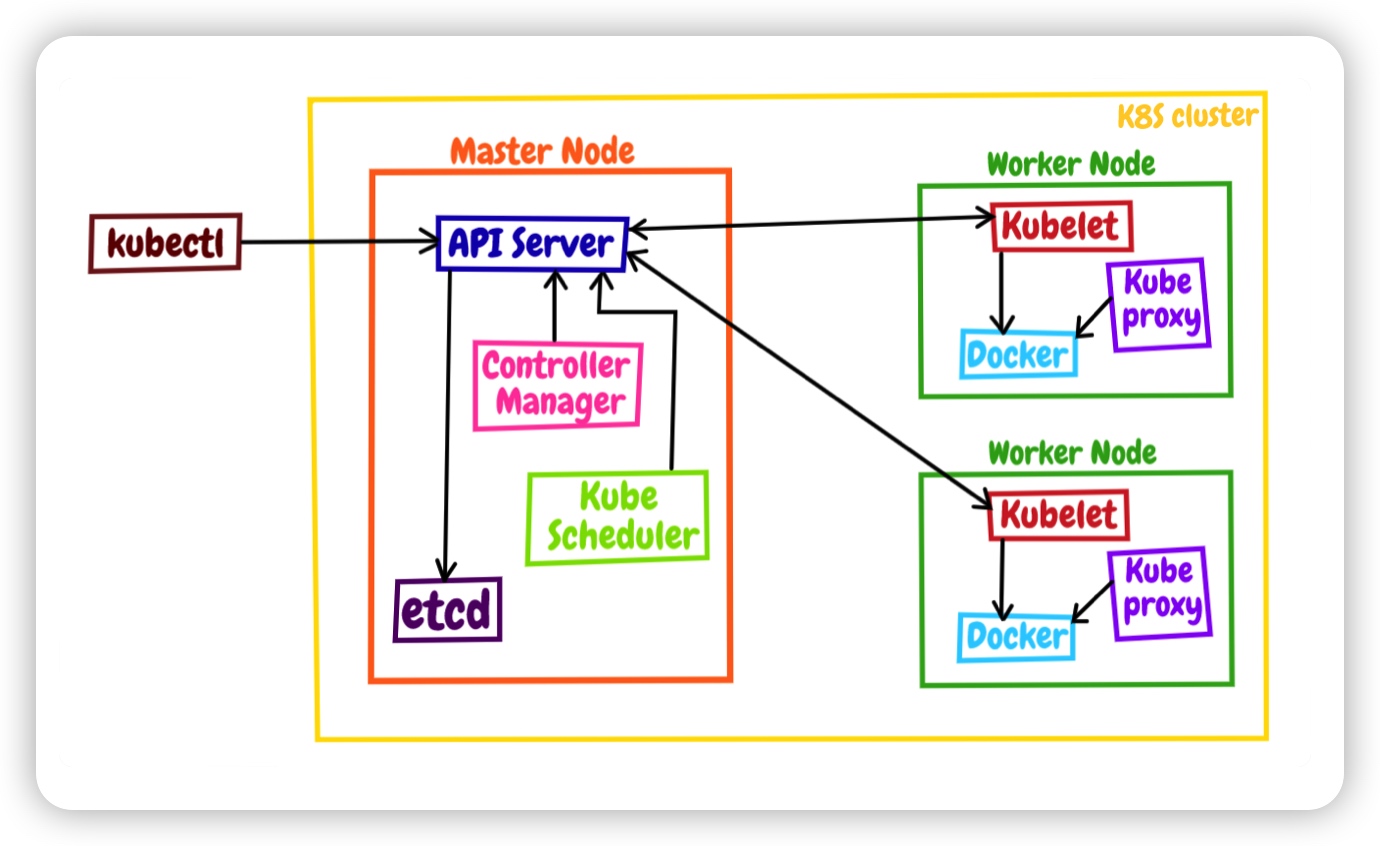 K8S cluster
Master Node
Worker Node
kubectl
API Server
Kubelet
Kube
proxy
Docker
Controller
Manager
Kube
Scheduler
etcd
Worker Node
Kubelet
Kube
proxy
Docker